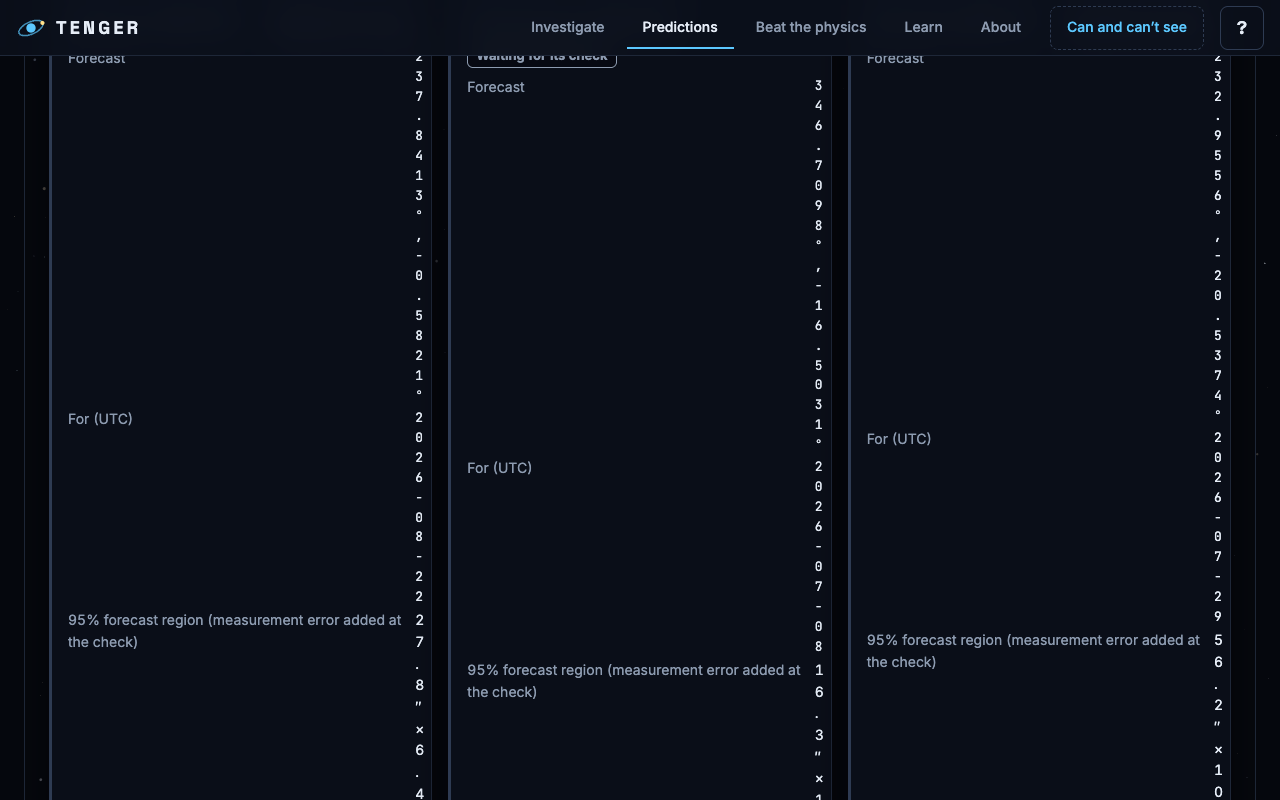 TENGER
Investigate
Predictions
Beat the physics
Learn
About
Can and can't see
?
Forecast
237.8413°,-0.5821°
For (UTC)
2026-08-22
95% forecast region (measurement error added at
the check)
27.8″×6.4
Waiting for its check
Forecast
346.7098°,-16.5031°
For (UTC)
2026-07-08
95% forecast region (measurement error added at
the check)
16.3″×1
Forecast
232.9556°,-20.5374°
For (UTC)
2026-07-29
95% forecast region (measurement error added at
the check)
56.2″×10